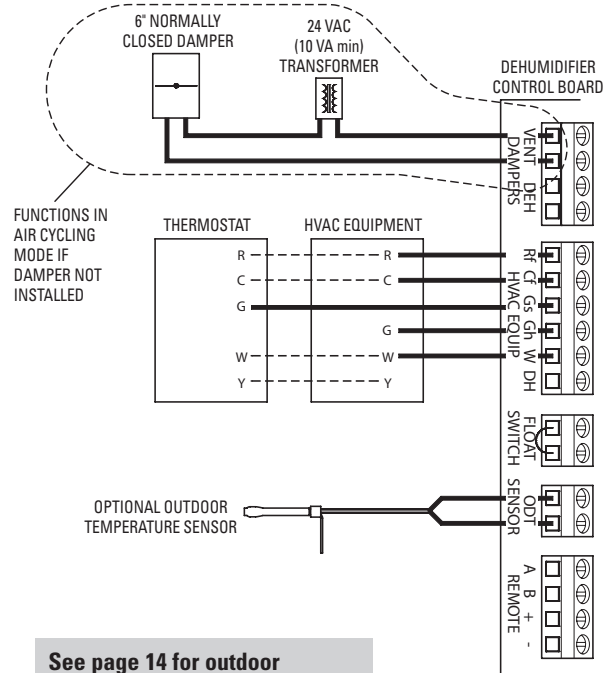 6" NORMALLY
CLOSED DAMPER
24 VAC
(10 VA min)
TRANSFORMER
DEHUMIDIFIER
CONTROL BOARD
VENT DEH
DAMPERS
FUNCTIONS IN
AIR CYCLING
MODE IF
DAMPER NOT
INSTALLED
THERMOSTAT
HVAC EQUIPMENT
R
C
G
W
Y
R
C
G
W
Y
Rf Cf Gs Gh W DH
HVAC EQUIP
FLOAT
SWITCH
ODT
SENSOR
OPTIONAL OUTDOOR
TEMPERATURE SENSOR
A B + -
REMOTE
See page 14 for outdoor